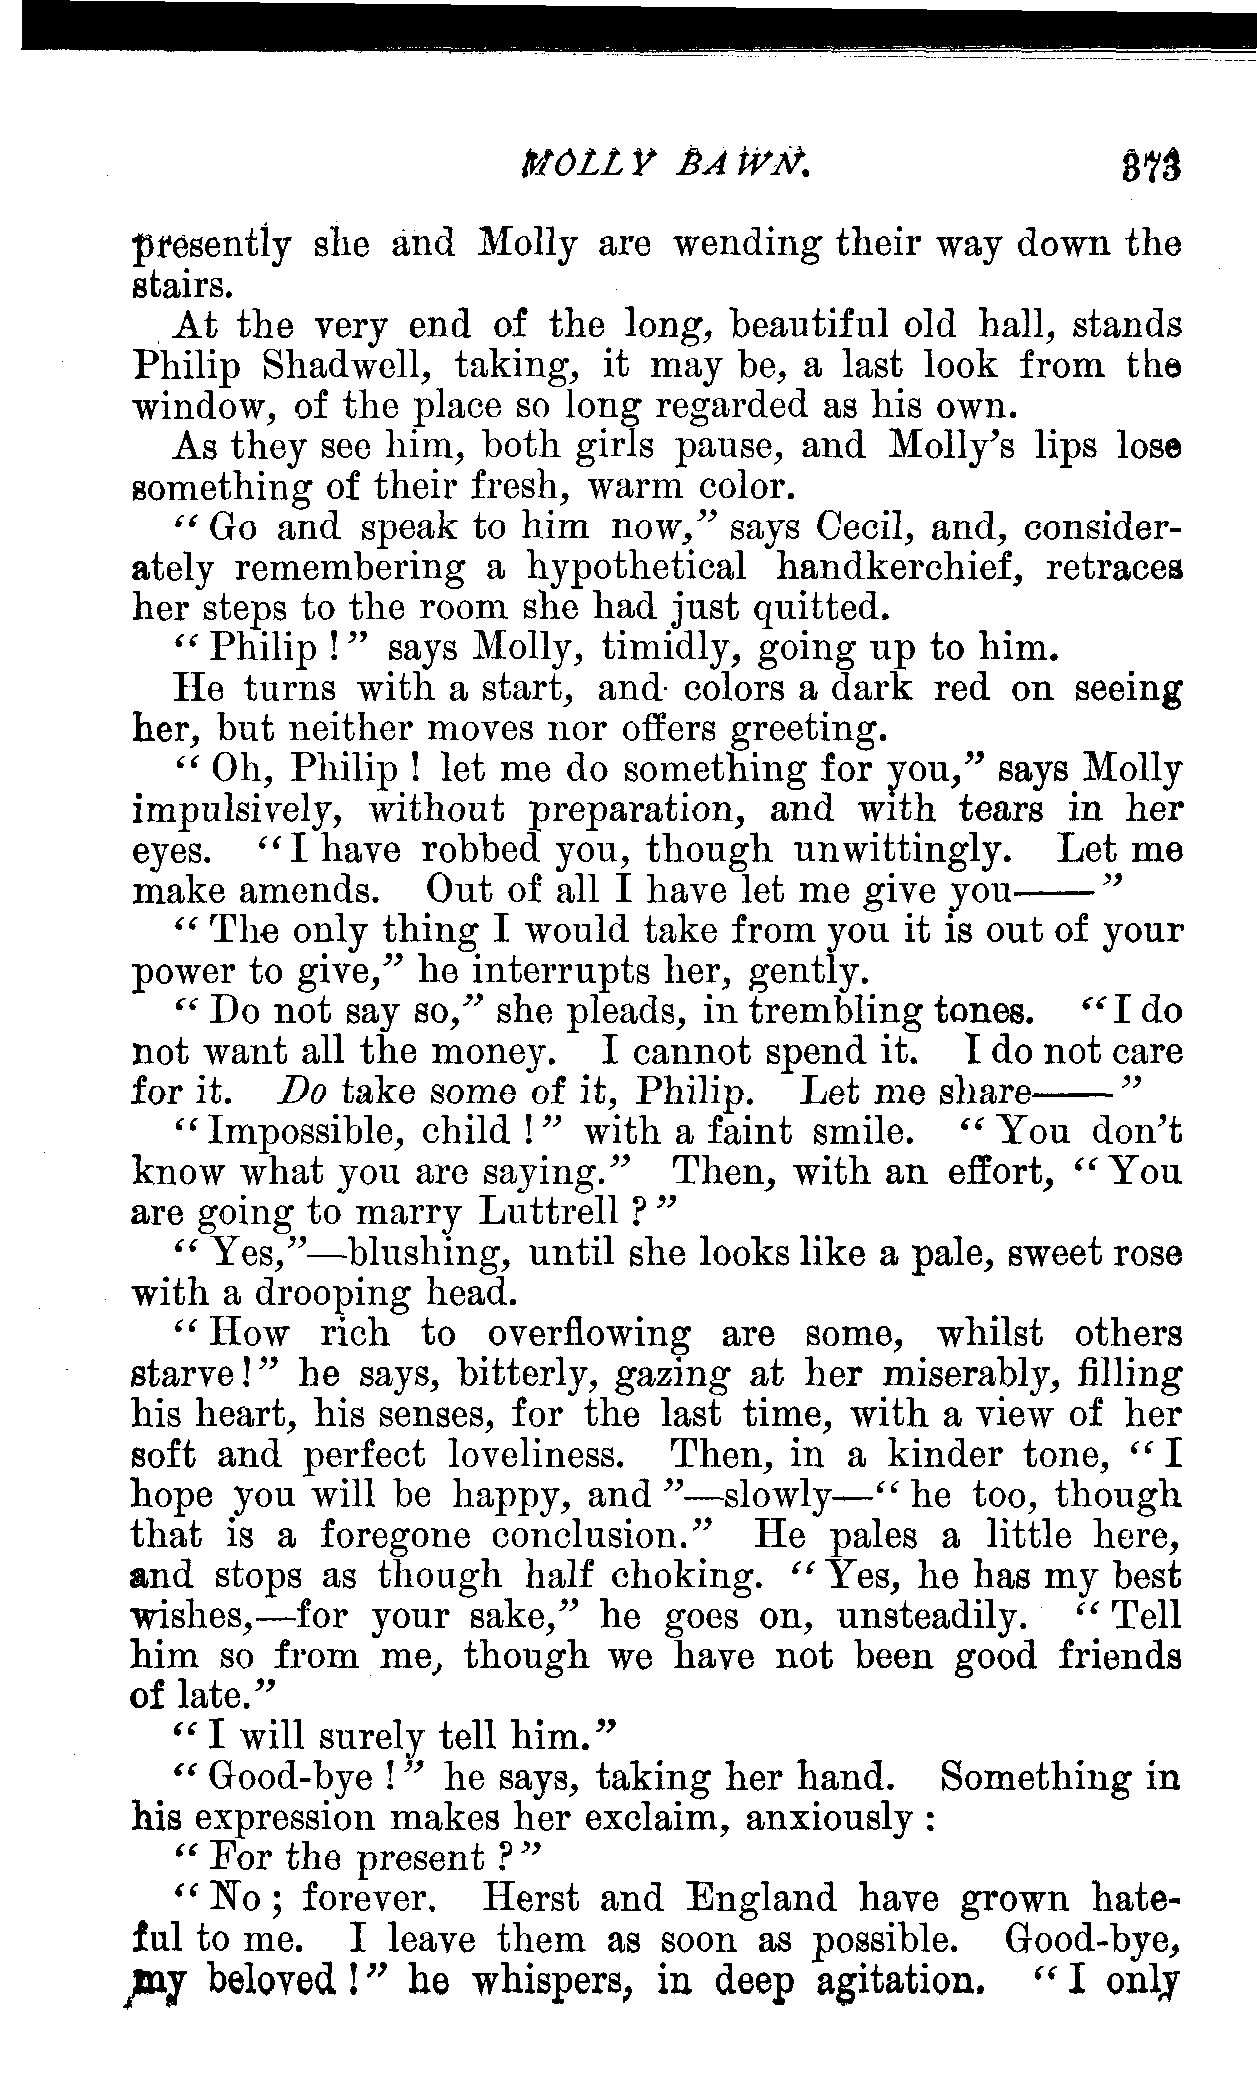 MOLLY BAWN. 373
presently she and Molly are wending their way down the
stairs.
At the very end of the long, beautiful old hall, stands
Philip Shadwell, taking, it may be, a last look from the
window, of the place so long regarded as his own.
As they see him, both girls pause, and Molly's lips lose
something of their fresh, warm color.
"Go and speak to him now," says Cecil, and, consider-
ately remembering a hypothetical handkerchief, retraces
her steps to the room she had just quitted.
"Philip!" says Molly, timidly, going up to him.
He turns with a start, and colors a dark red on seeing
her, but neither moves nor offers greeting.
"Oh, Philip! let me do something for you," says Molly
impulsively, without preparation, and with tears in her
eyes. "I have robbed you, though unwittingly. Let me
make amends. Out of all I have let me give you——"
"The only thing I would take from you it is out of your
power to give," he interrupts her, gently.
"Do not say so," she pleads, in trembling tones. "I do
not want all the money. I cannot spend it. I do not care
for it. Do take some of it, Philip. Let me share——"
"Impossible, child!" with a faint smile. "You don't
know what you are saying." Then, with an effort, "You
are going to marry Luttrell?"
"Yes,"—blushing, until she looks like a pale, sweet rose
with a drooping head.
"How rich to overflowing are some, whilst others
starve!" he says, bitterly, gazing at her miserably, filling
his heart, his senses, for the last time, with a view of her
soft and perfect loveliness. Then, in a kinder tone, "I
hope you will be happy, and"—slowly—"he too, though
that is a foregone conclusion." He pales a little here,
and stops as though half choking. "Yes, he has my best
wishes,—for your sake," he goes on, unsteadily. "Tell
him so from me, though we have not been good friends
of late."
"I will surely tell him."
"Good-bye!" he says, taking her hand. Something in
his expression makes her exclaim, anxiously:
"For the present?"
"No; forever. Herst and England have grown hate-
ful to me. I leave them as soon as possible. Good-bye,
my beloved!" he whispers, in deep agitation. "I only